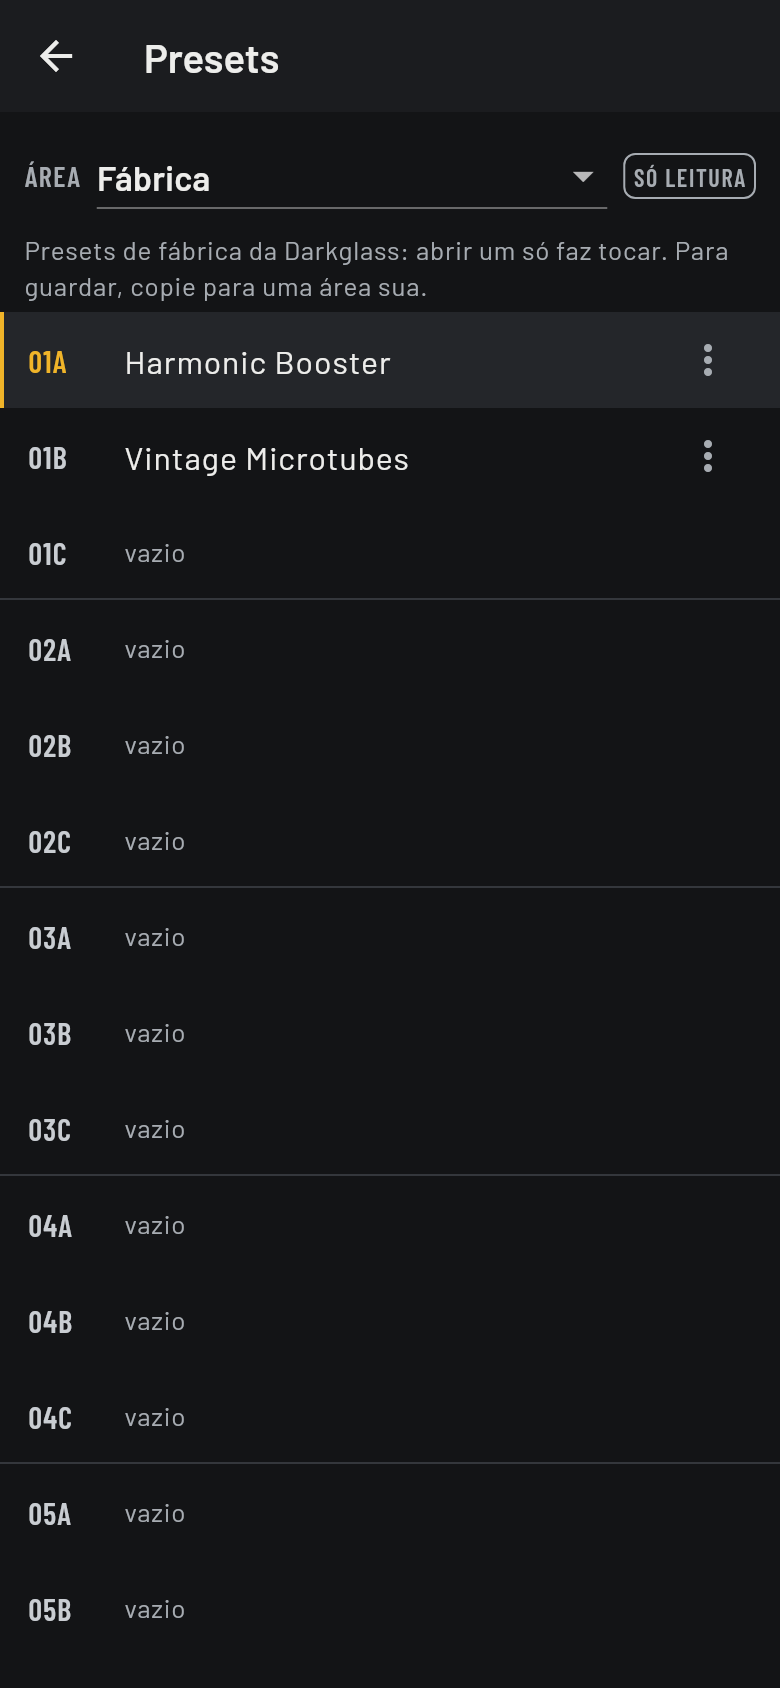 Presets
ÁREA Fábrica SÓ LEITURA
Presets de fábrica da Darkglass: abrir um só faz tocar. Para
guardar, copie para uma área sua.
01A Harmonic Booster
01B Vintage Microtubes
01C vazio
02A vazio
02B vazio
02C vazio
03A vazio
03B vazio
03C vazio
04A vazio
04B vazio
04C vazio
05A vazio
05B vazio